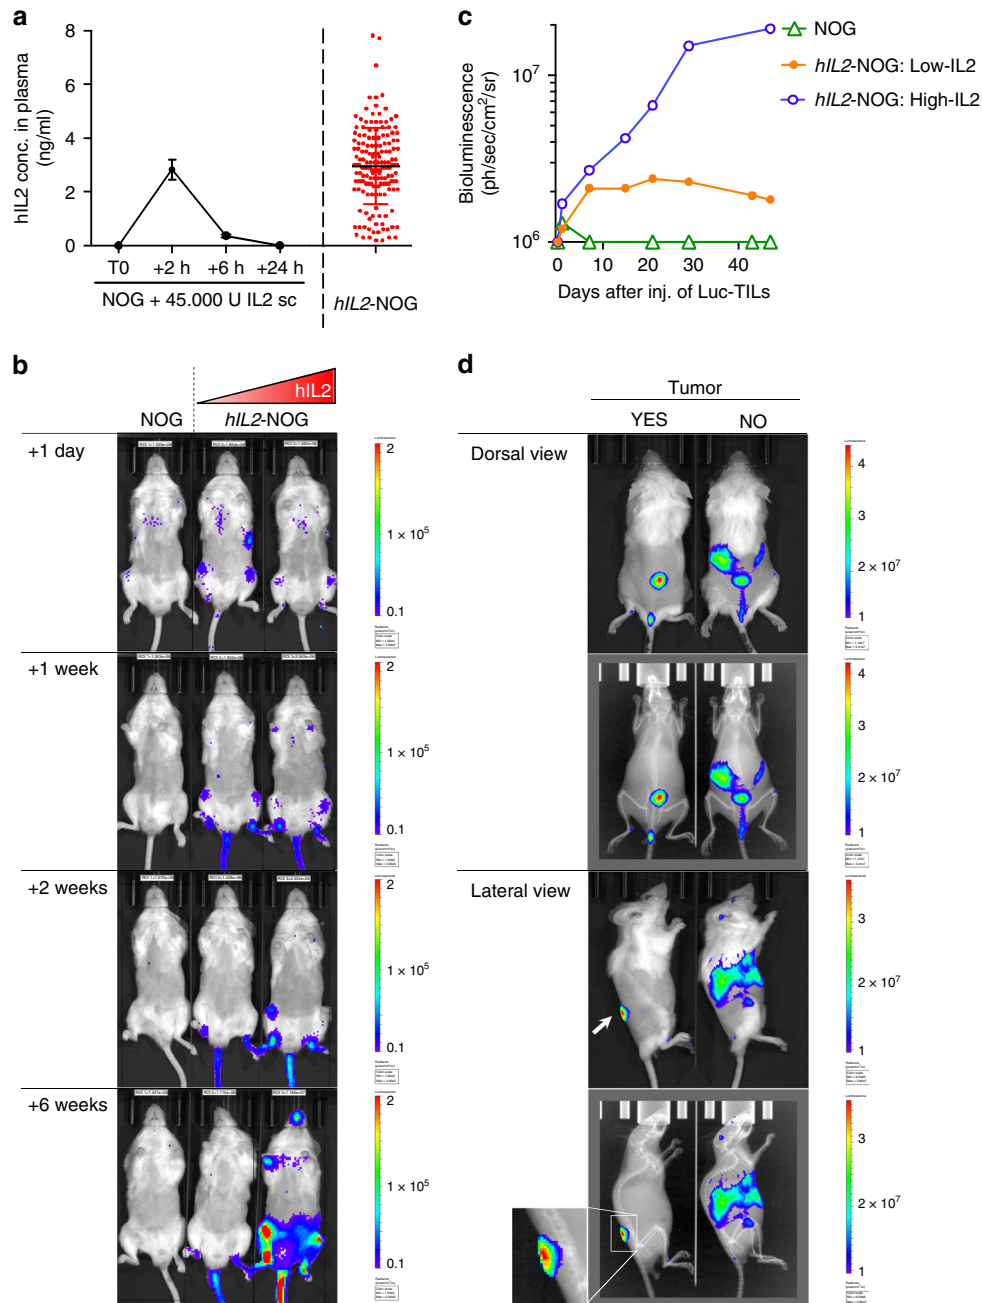 a
hIL2 conc. in plasma
(ng/ml)
8
6
4
2
0
T0 +2 h +6 h +24 h
NOG + 45.000 U IL2 sc
hIL2-NOG
c
Bioluminescence
(ph/sec/cm²/sr)
10⁷
10⁶
0 10 20 30 40
Days after inj. of Luc-TILs
NOG
hIL2-NOG: Low-IL2
hIL2-NOG: High-IL2
b
hIL2
NOG hIL2-NOG
+1 day
2
1 × 10⁵
0.1
+1 week
2
1 × 10⁵
0.1
+2 weeks
2
1 × 10⁵
0.1
+6 weeks
2
1 × 10⁵
0.1
d
Tumor
YES NO
Dorsal view
4
3
2 × 10⁷
1
4
3
2 × 10⁷
1
Lateral view
3
2 × 10⁷
1
3
2 × 10⁷
1